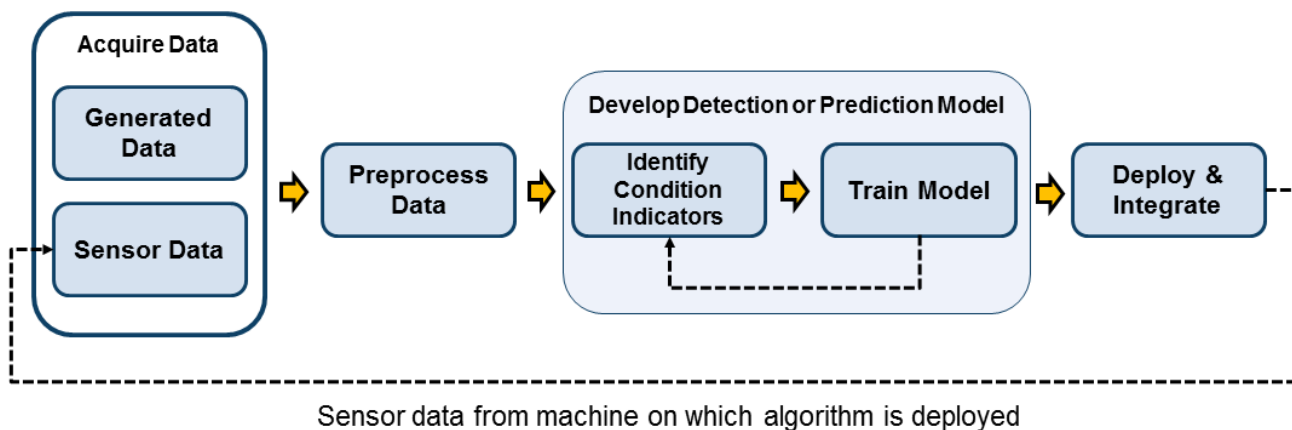 Acquire Data
Generated
Data
Sensor Data
Preprocess
Data
Develop Detection or Prediction Model
Identify
Condition
Indicators
Train Model
Deploy &
Integrate
Sensor data from machine on which algorithm is deployed